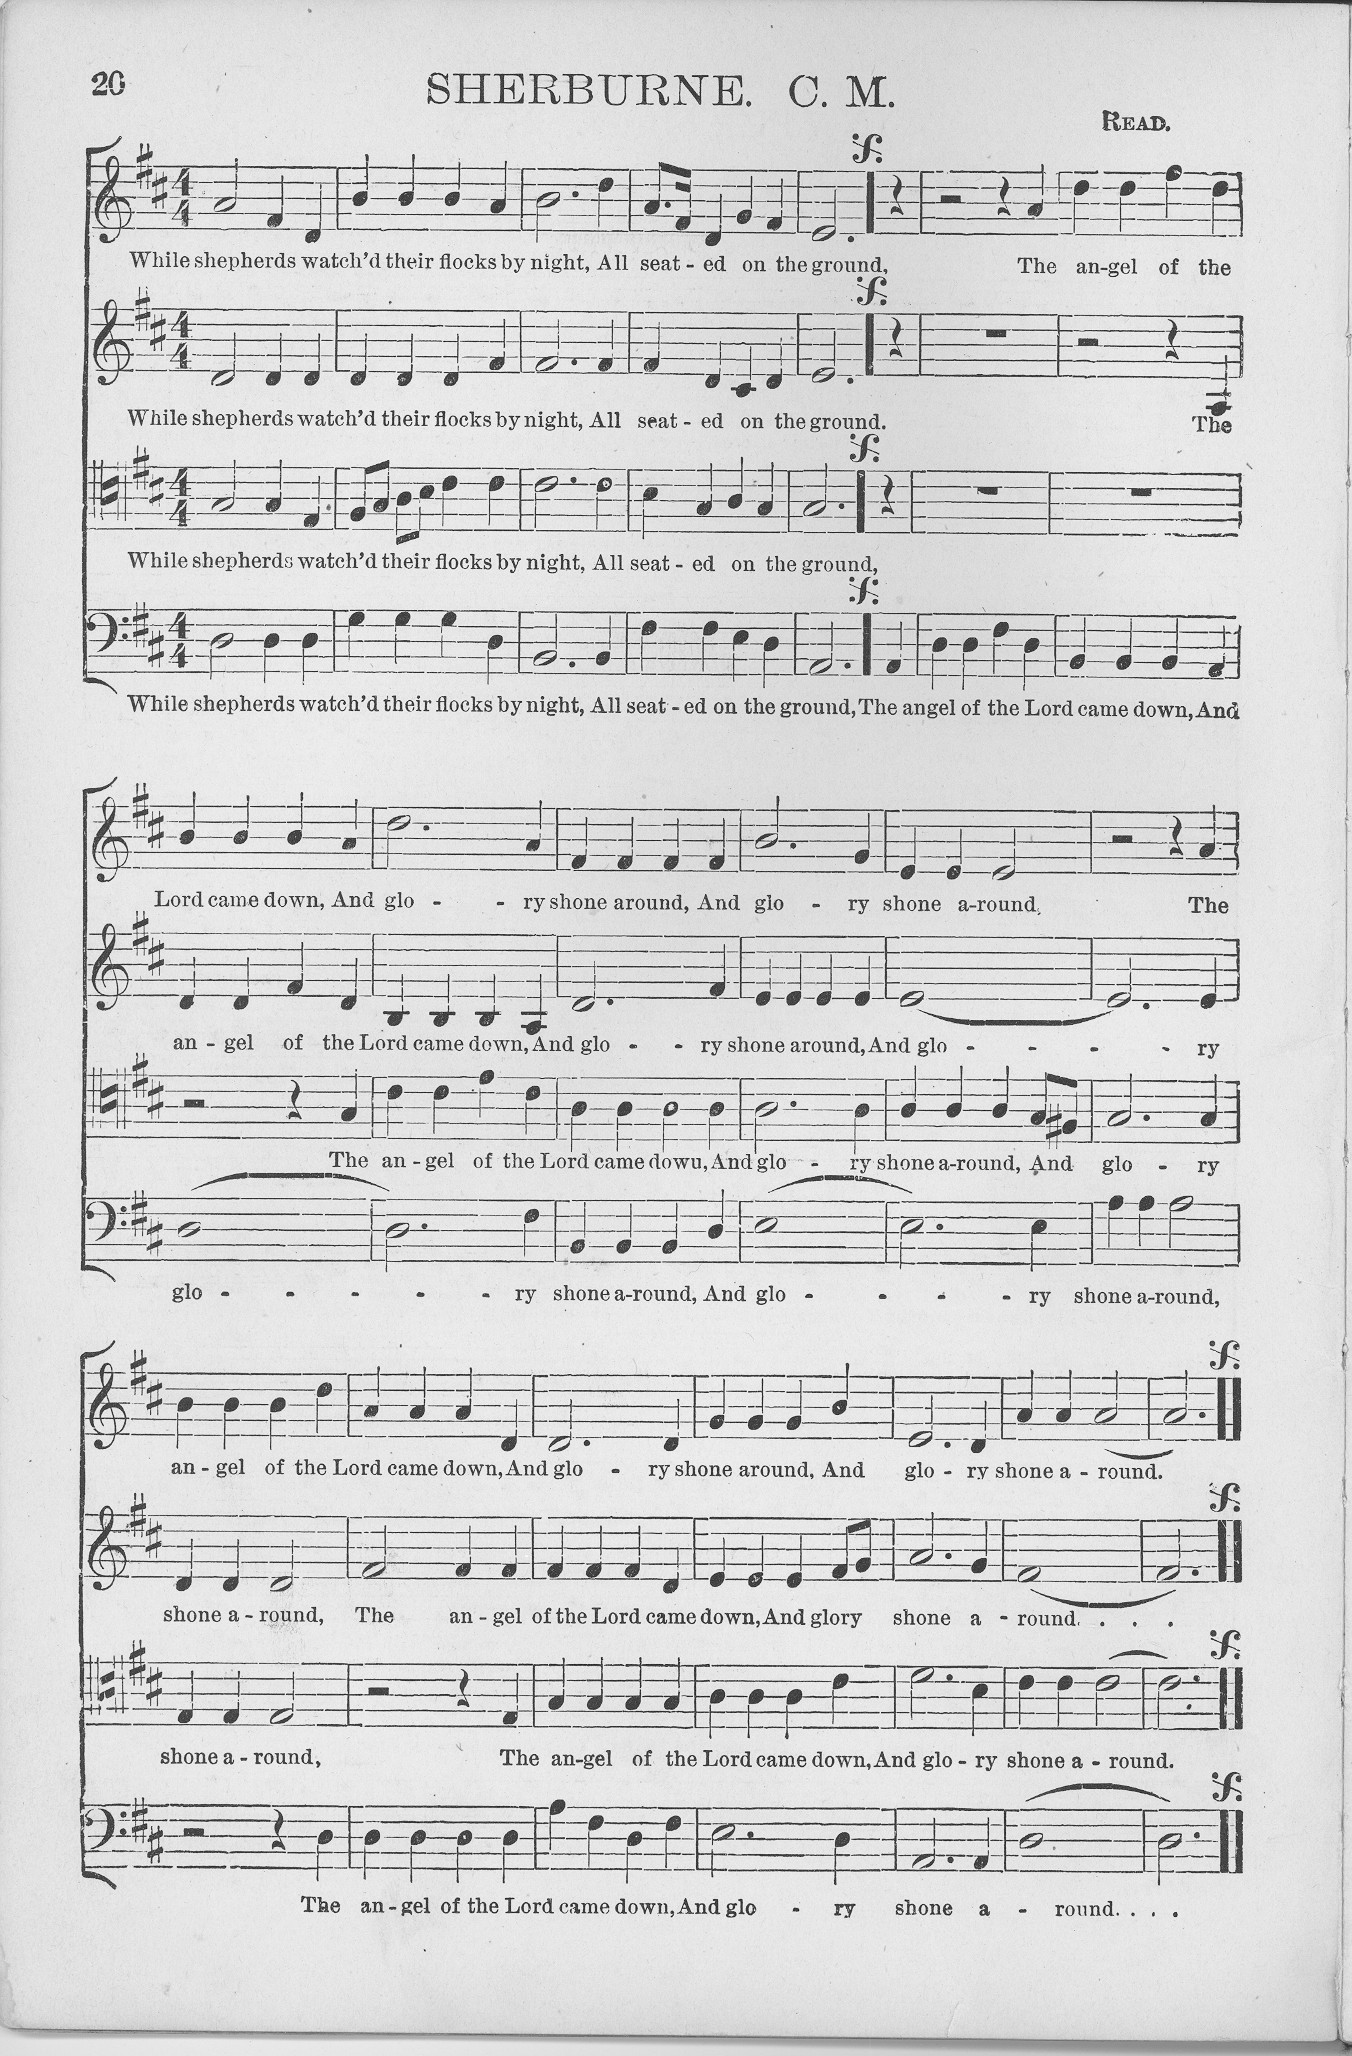 20
SHERBURNE. C. M.
READ.
While shepherds watch'd their flocks by night, All seat - ed on the ground, The an-gel of the
While shepherds watch'd their flocks by night, All seat - ed on the ground. The
While shepherds watch'd their flocks by night, All seat - ed on the ground,
While shepherds watch'd their flocks by night, All seat - ed on the ground, The angel of the Lord came down, And
Lord came down, And glo - - ry shone around, And glo - ry shone a-round, The
an - gel of the Lord came down, And glo - - ry shone around, And glo - - - - ry
The an - gel of the Lord came dowu, And glo - ry shone a-round, And glo - ry
glo - - - - - ry shone a-round, And glo - - - - ry shone a-round,
an - gel of the Lord came down, And glo - ry shone around, And glo - ry shone a - round.
shone a - round, The an - gel of the Lord came down, And glory shone a - round. . . .
shone a - round, The an-gel of the Lord came down, And glo - ry shone a - round.
The an - gel of the Lord came down, And glo - ry shone a - round. . . .